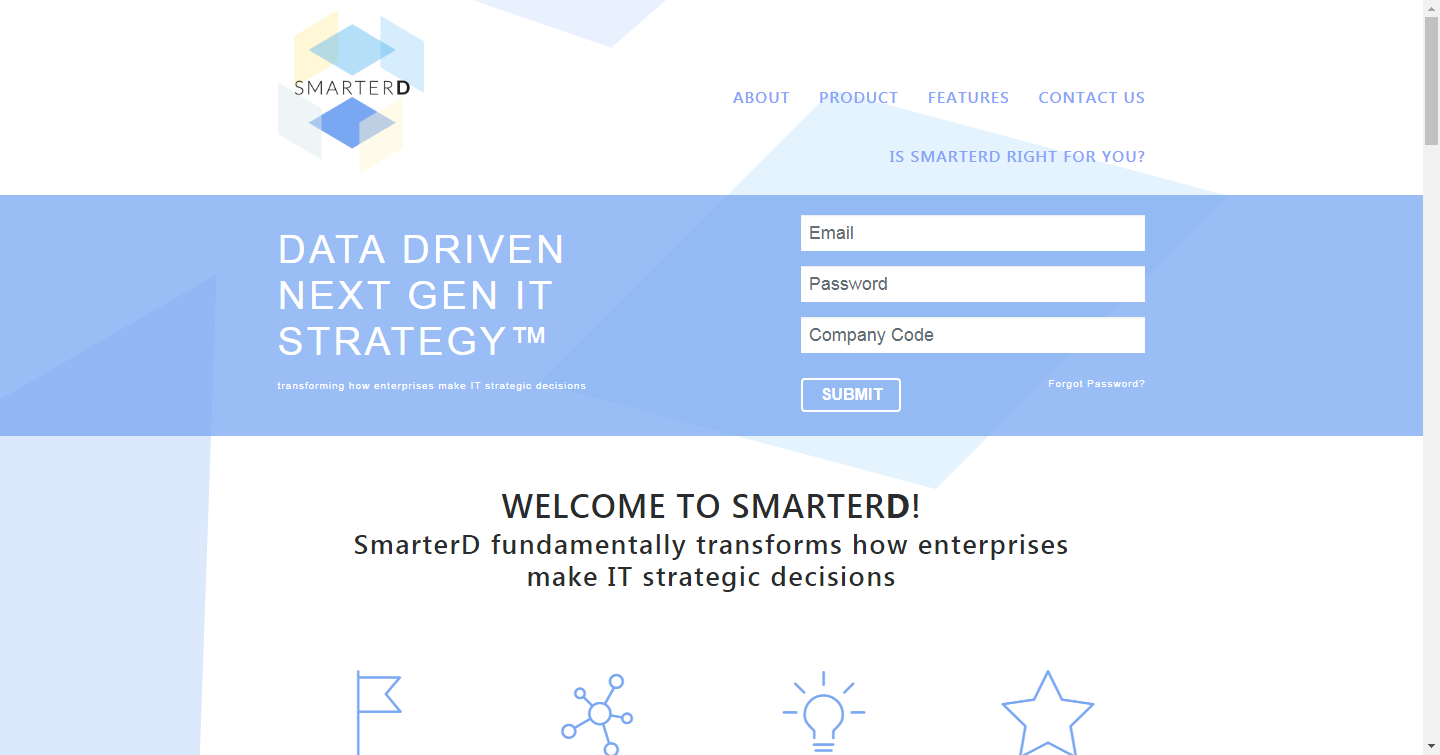 SMARTERD
ABOUT PRODUCT FEATURES CONTACT US
IS SMARTERD RIGHT FOR YOU?
DATA DRIVEN
NEXT GEN IT
STRATEGY™
transforming how enterprises make IT strategic decisions
Email
Password
Company Code
SUBMIT
Forgot Password?
WELCOME TO SMARTERD!
SmarterD fundamentally transforms how enterprises
make IT strategic decisions